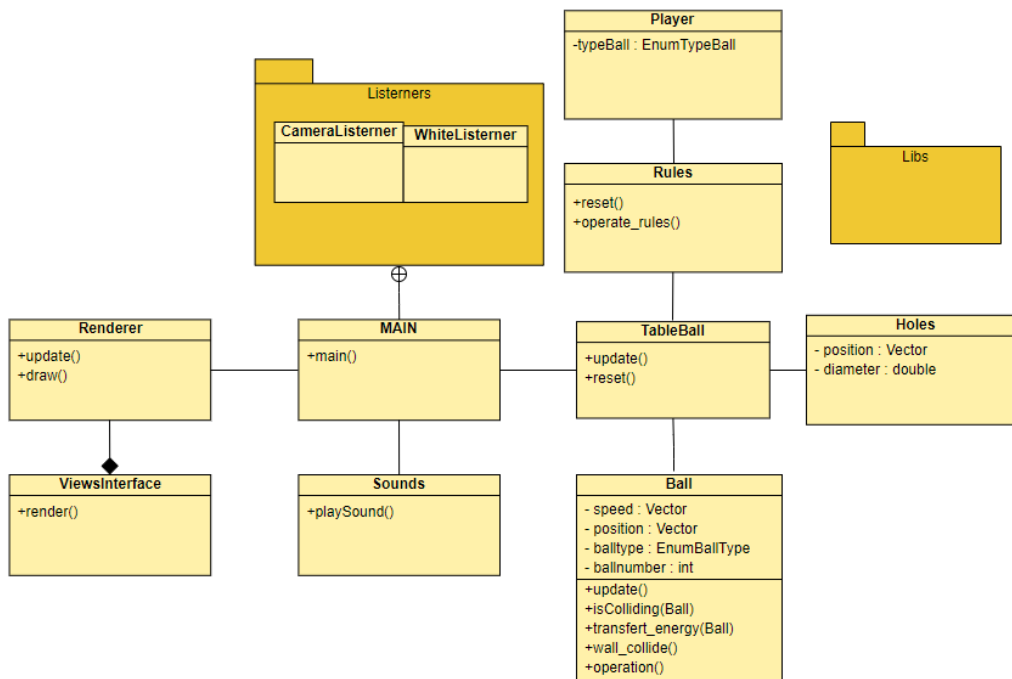 Player
-typeBall : EnumTypeBall
Listerners
CameraListerner
WhiteListerner
Libs
Rules
+reset()
+operate_rules()
Renderer
+update()
+draw()
MAIN
+main()
TableBall
+update()
+reset()
Holes
- position : Vector
- diameter : double
ViewsInterface
+render()
Sounds
+playSound()
Ball
- speed : Vector
- position : Vector
- balltype : EnumBallType
- ballnumber : int
+update()
+isColliding(Ball)
+transfert_energy(Ball)
+wall_collide()
+operation()